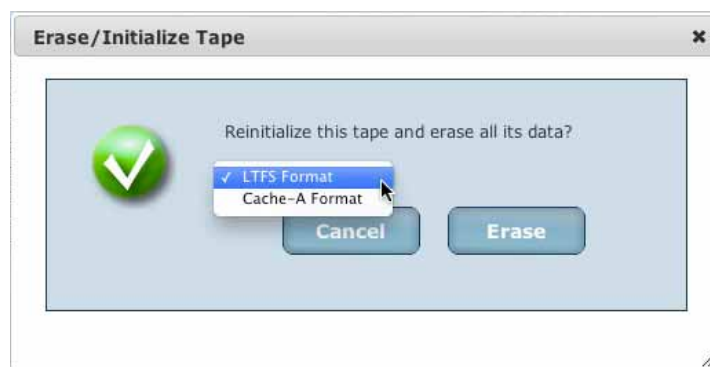 Erase/Initialize Tape
Reinitialize this tape and erase all its data?
✓ LTFS Format
Cache-A Format
Cancel Erase